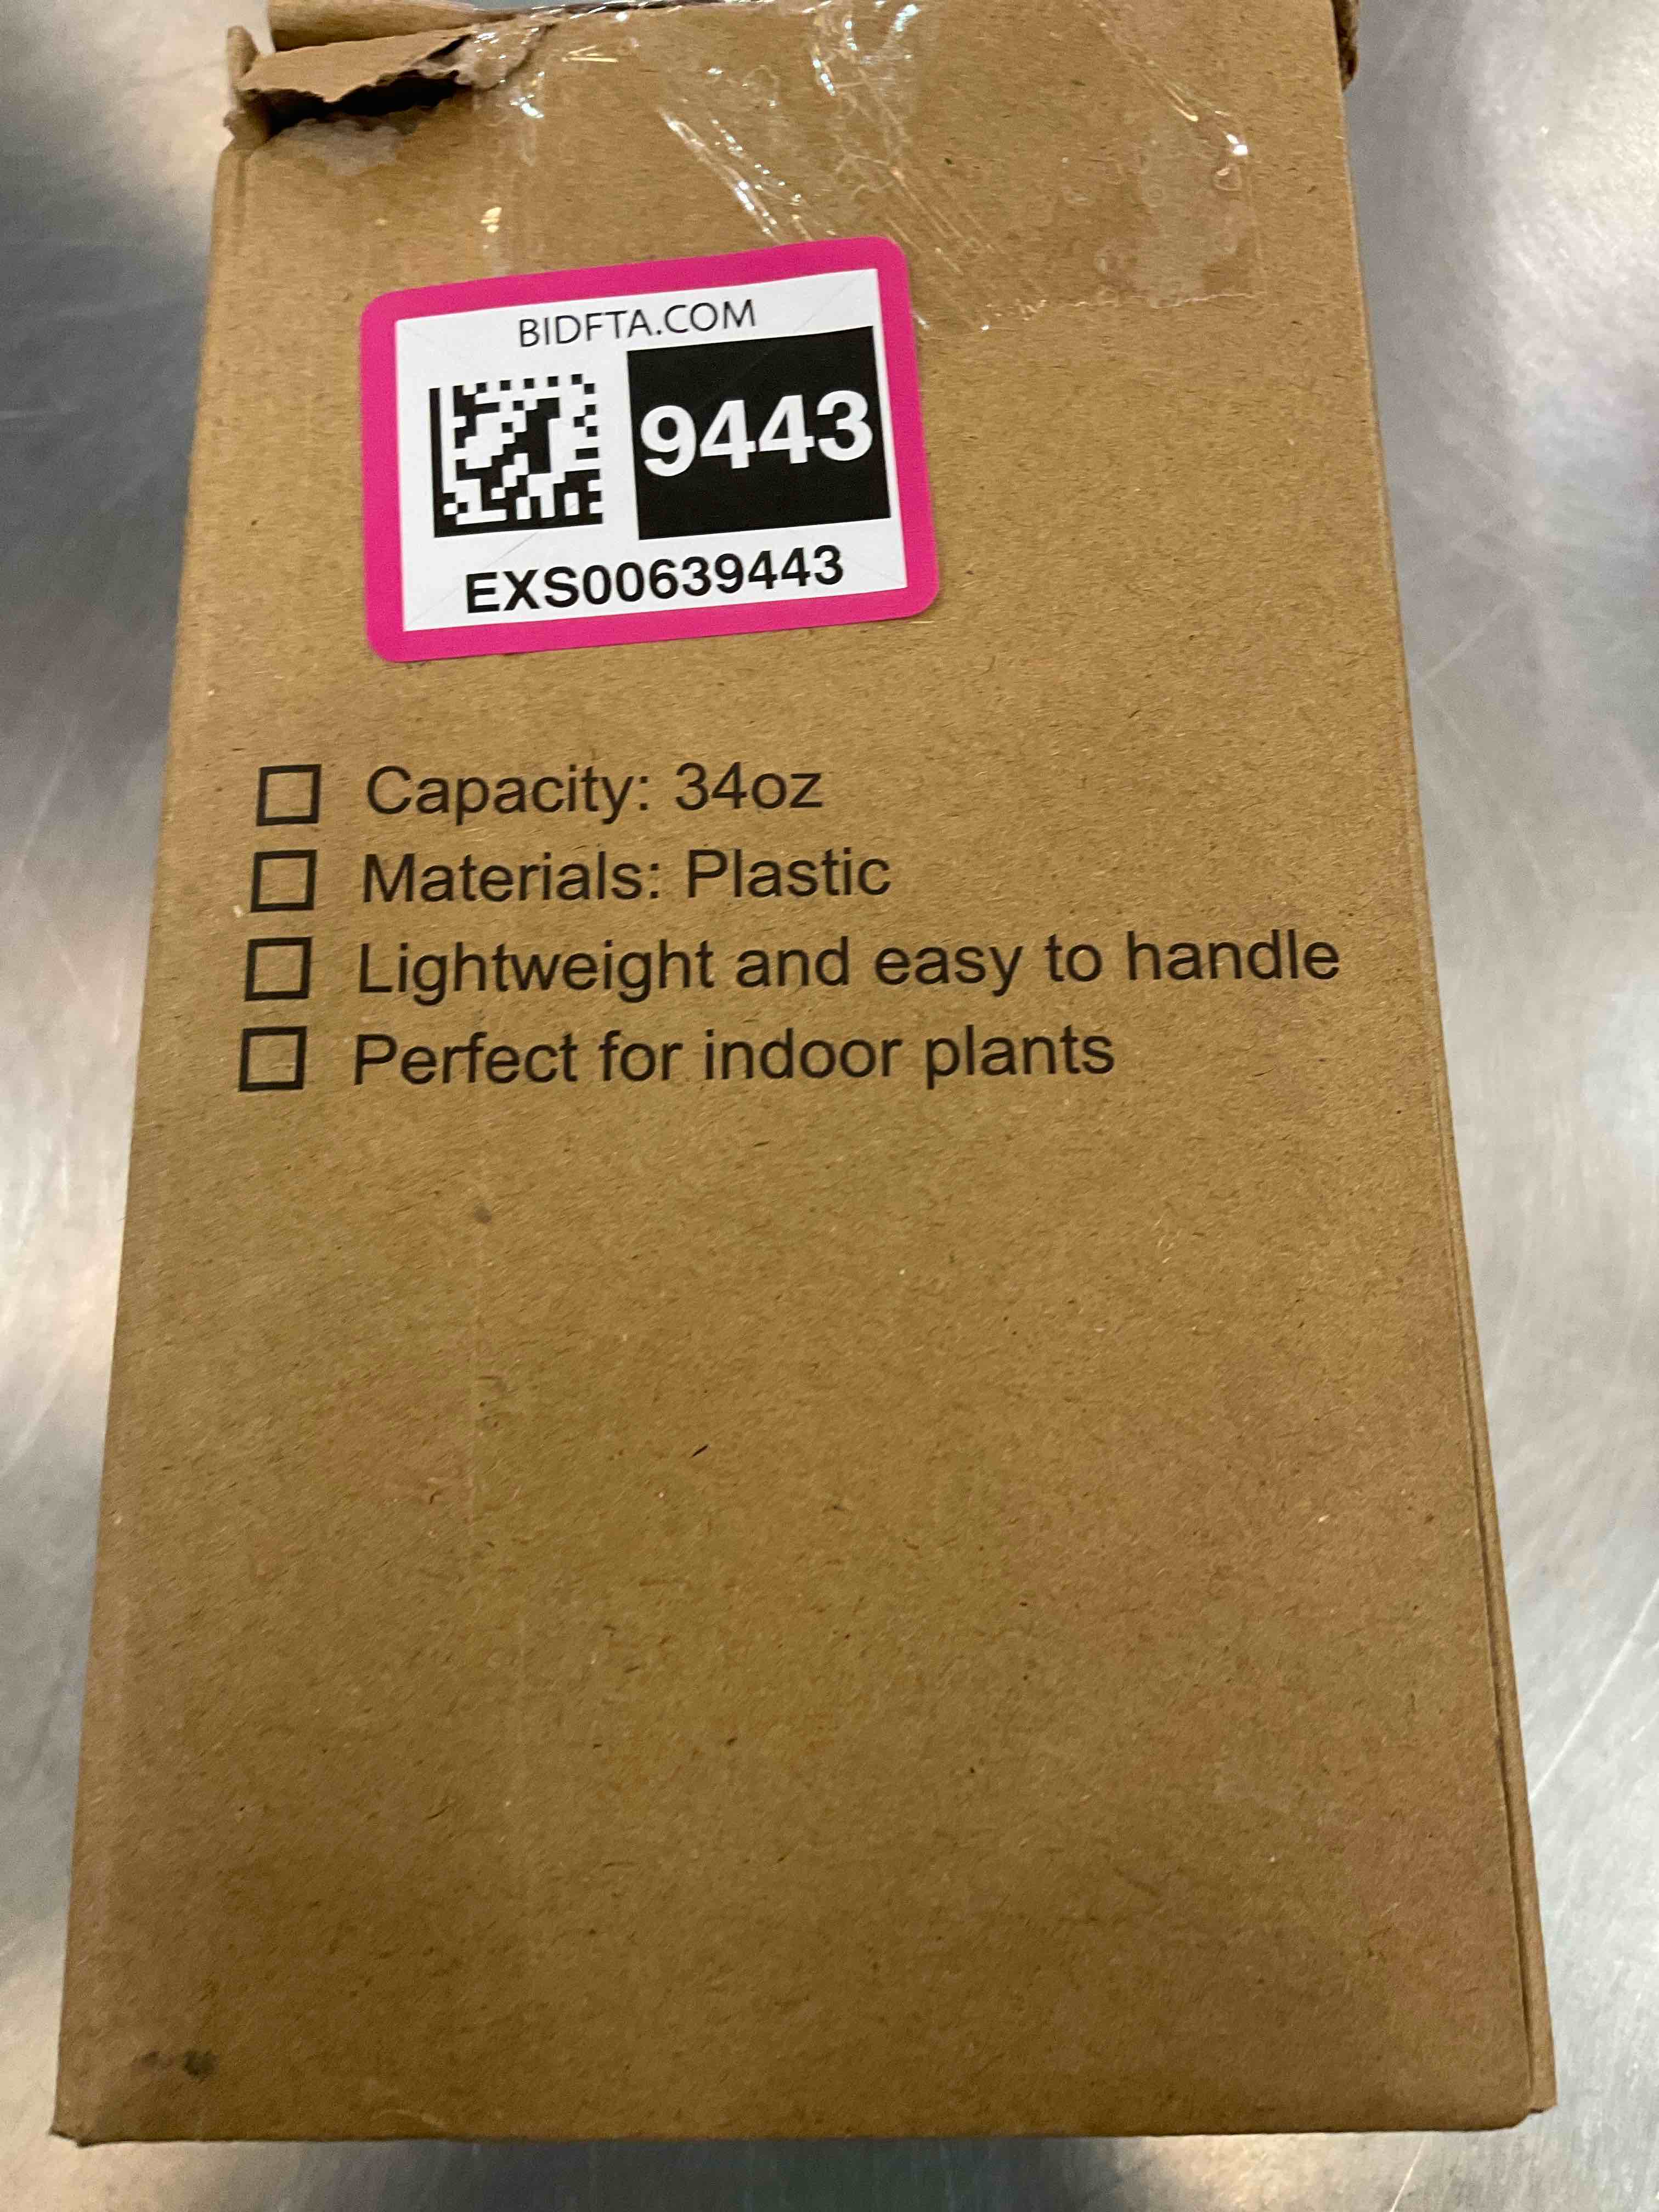 BIDFTA.COM
9443
EXS00639443
Capacity: 34oz
Materials: Plastic
Lightweight and easy to handle
Perfect for indoor plants